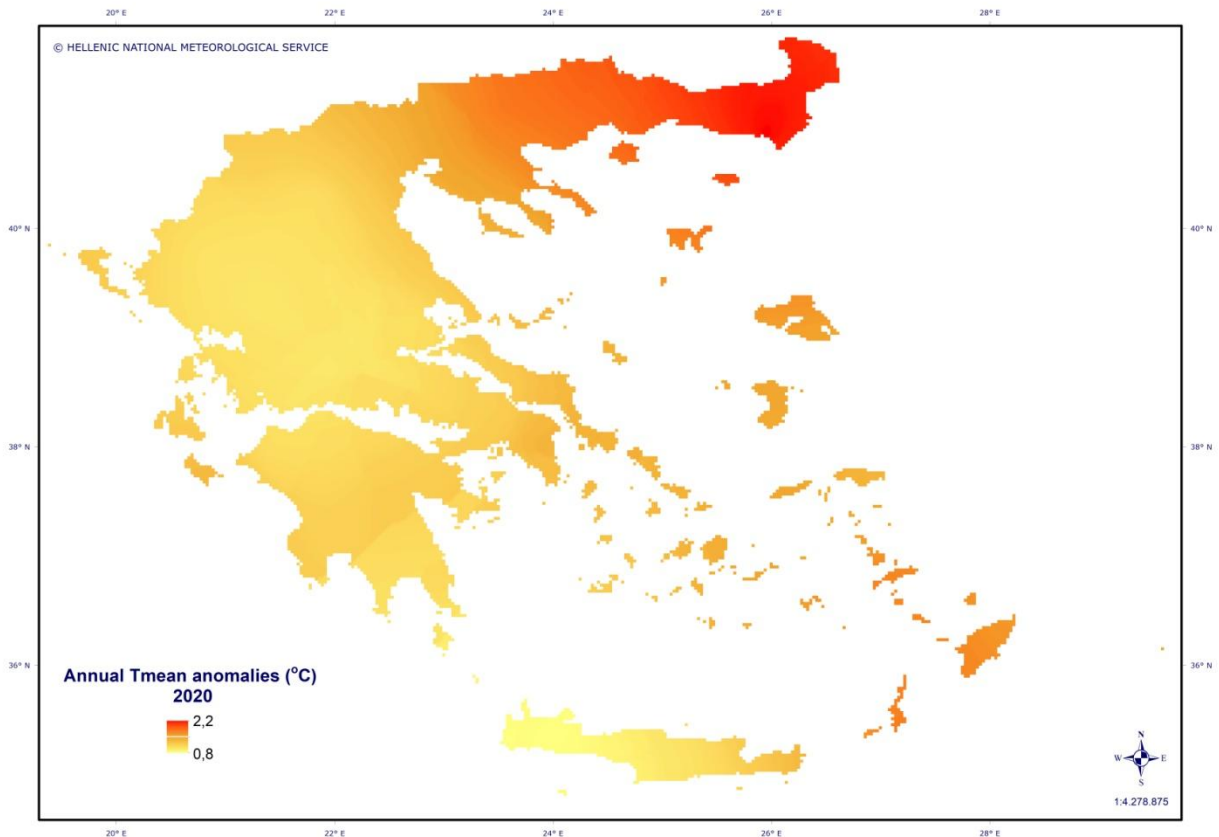 20° E 22° E 24° E 26° E 28° E
© HELLENIC NATIONAL METEOROLOGICAL SERVICE
40° N 40° N
38° N 38° N
36° N 36° N
Annual Tmean anomalies (°C)
2020
2,2
0,8
N
W E
S
1:4.278.875
20° E 22° E 24° E 26° E 28° E